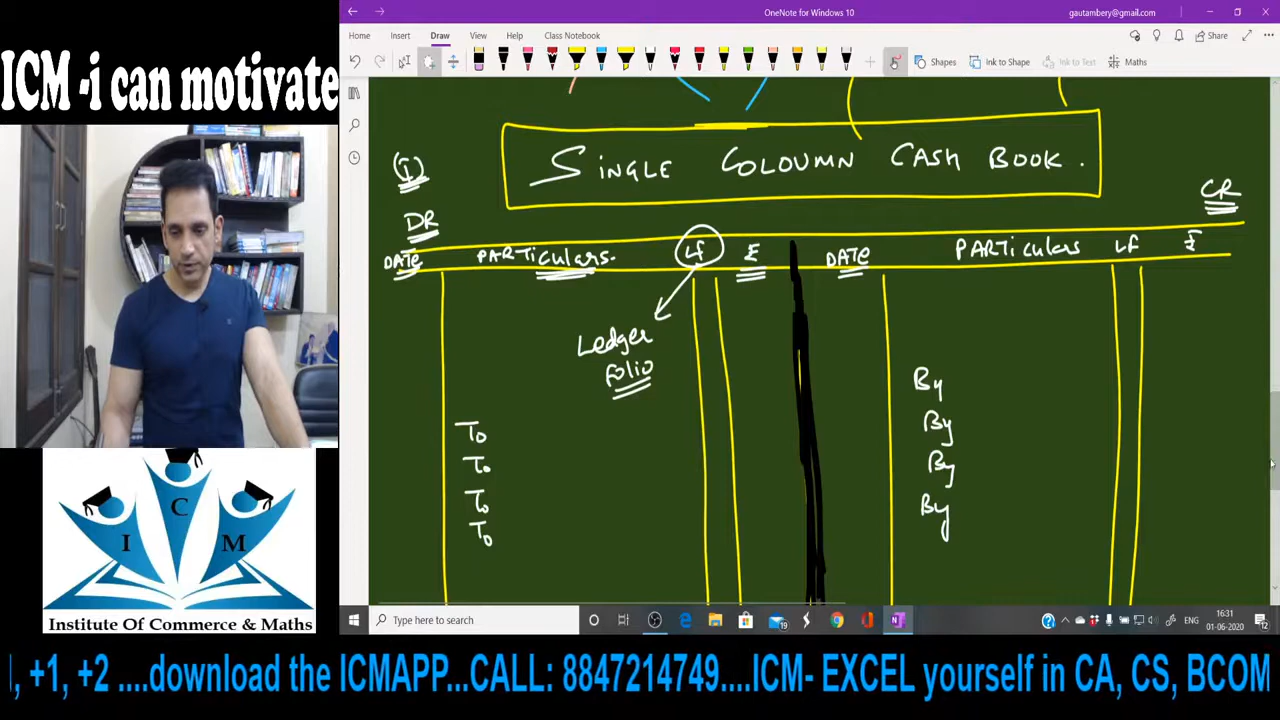 ICM -i can motivate
OneNote for Windows 10
gautambery@gmail.com
Home
Insert
Draw
View
Help
Class Notebook
Share
Shapes
Ink to Shape
Ink to Text
Maths
SINGLE COLOUMN CASH BOOK.
(I)
DR
CR
DATE
PARTiculars.
LF
₹
DATE
PARTiculars
LF
₹
Ledger
folio
To
To
To
To
By
By
By
By
I
C
M
Institute Of Commerce & Maths
Type here to search
19
ENG
16:31
01-06-2020
12
, +1, +2 ....download the ICMAPP...CALL: 8847214749....ICM- EXCEL yourself in CA, CS, BCOM